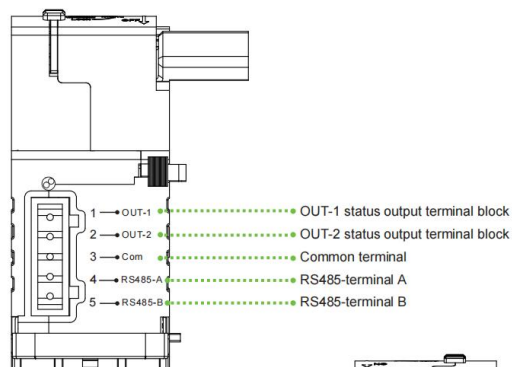 1 OUT-1 OUT-1 status output terminal block
2 OUT-2 OUT-2 status output terminal block
3 Com Common terminal
4 RS485-A RS485-terminal A
5 RS485-B RS485-terminal B